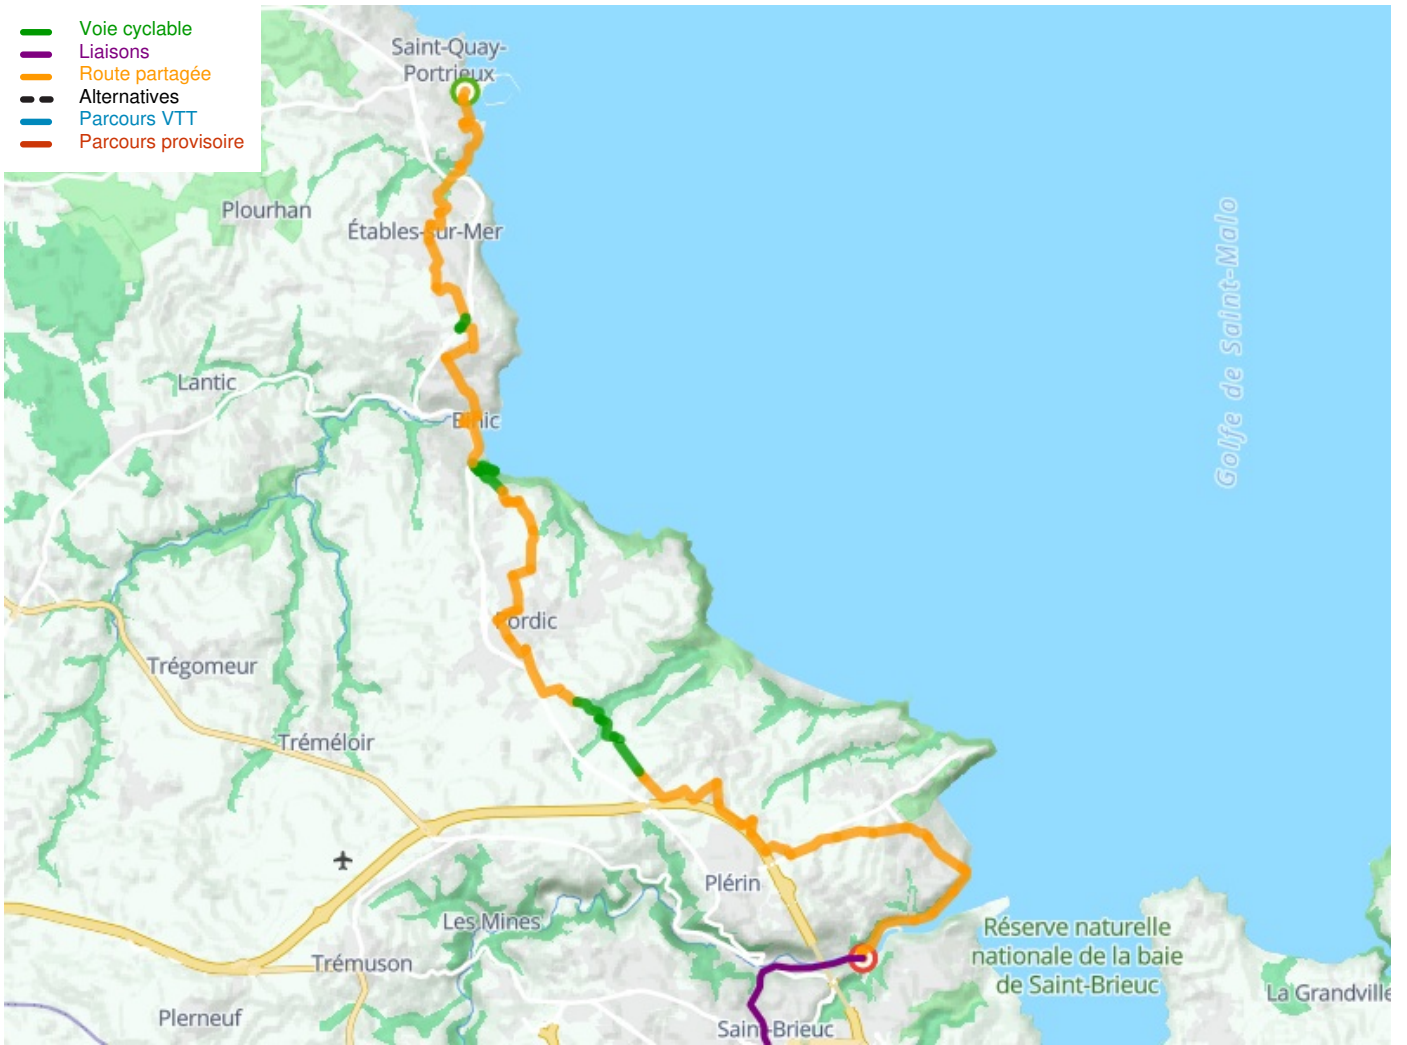 Voie cyclable
Liaisons
Route partagée
Alternatives
Parcours VTT
Parcours provisoire
Saint-Quay-
Portrieux
Plourhan
Étables-sur-Mer
Golfe de Saint-Malo
Lantic
Binic
Pordic
Trégomeur
Tréméloir
Plérin
Les Mines
Réserve naturelle
nationale de la baie
de Saint-Brieuc
Trémuson
La Grandville
Plerneuf
Saint-Brieuc